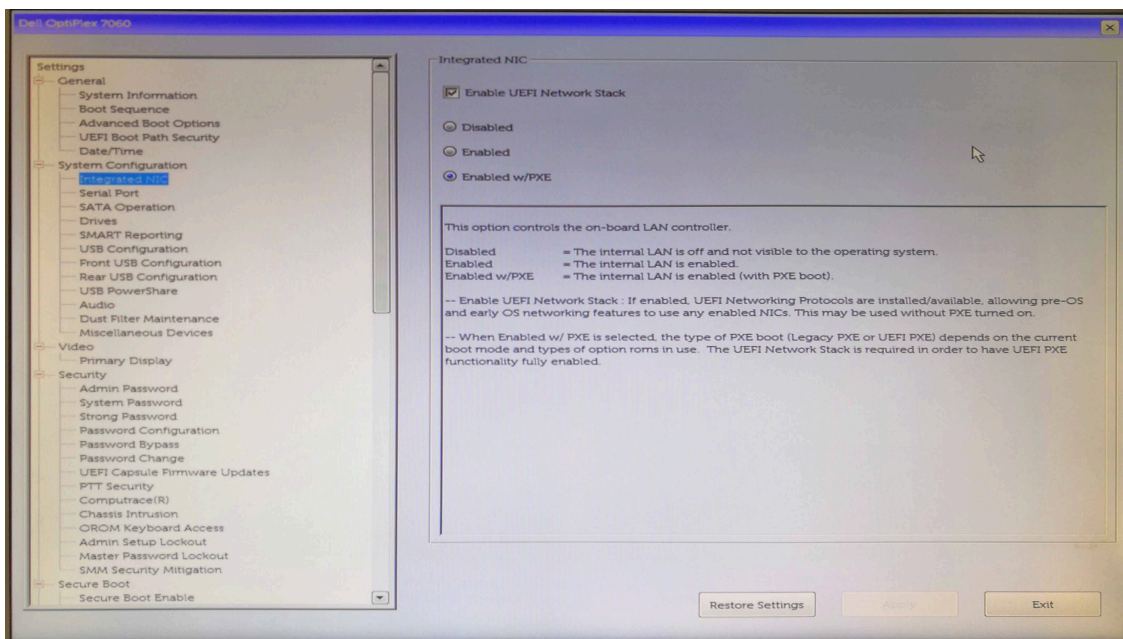 Dell OptiPlex 7060
Settings
General
System Information
Boot Sequence
Advanced Boot Options
UEFI Boot Path Security
Date/Time
System Configuration
Integrated NIC
Serial Port
SATA Operation
Drives
SMART Reporting
USB Configuration
Front USB Configuration
Rear USB Configuration
USB PowerShare
Audio
Dust Filter Maintenance
Miscellaneous Devices
Video
Primary Display
Security
Admin Password
System Password
Strong Password
Password Configuration
Password Bypass
Password Change
UEFI Capsule Firmware Updates
PTT Security
Computrace(R)
Chassis Intrusion
OROM Keyboard Access
Admin Setup Lockout
Master Password Lockout
SMM Security Mitigation
Secure Boot
Secure Boot Enable
Integrated NIC
Enable UEFI Network Stack
Disabled
Enabled
Enabled w/PXE
This option controls the on-board LAN controller.
Disabled = The internal LAN is off and not visible to the operating system.
Enabled = The internal LAN is enabled.
Enabled w/PXE = The internal LAN is enabled (with PXE boot).
-- Enable UEFI Network Stack : If enabled, UEFI Networking Protocols are installed/available, allowing pre-OS
and early OS networking features to use any enabled NICs. This may be used without PXE turned on.
-- When Enabled w/ PXE is selected, the type of PXE boot (Legacy PXE or UEFI PXE) depends on the current
boot mode and types of option roms in use. The UEFI Network Stack is required in order to have UEFI PXE
functionality fully enabled.
Restore Settings
Apply
Exit